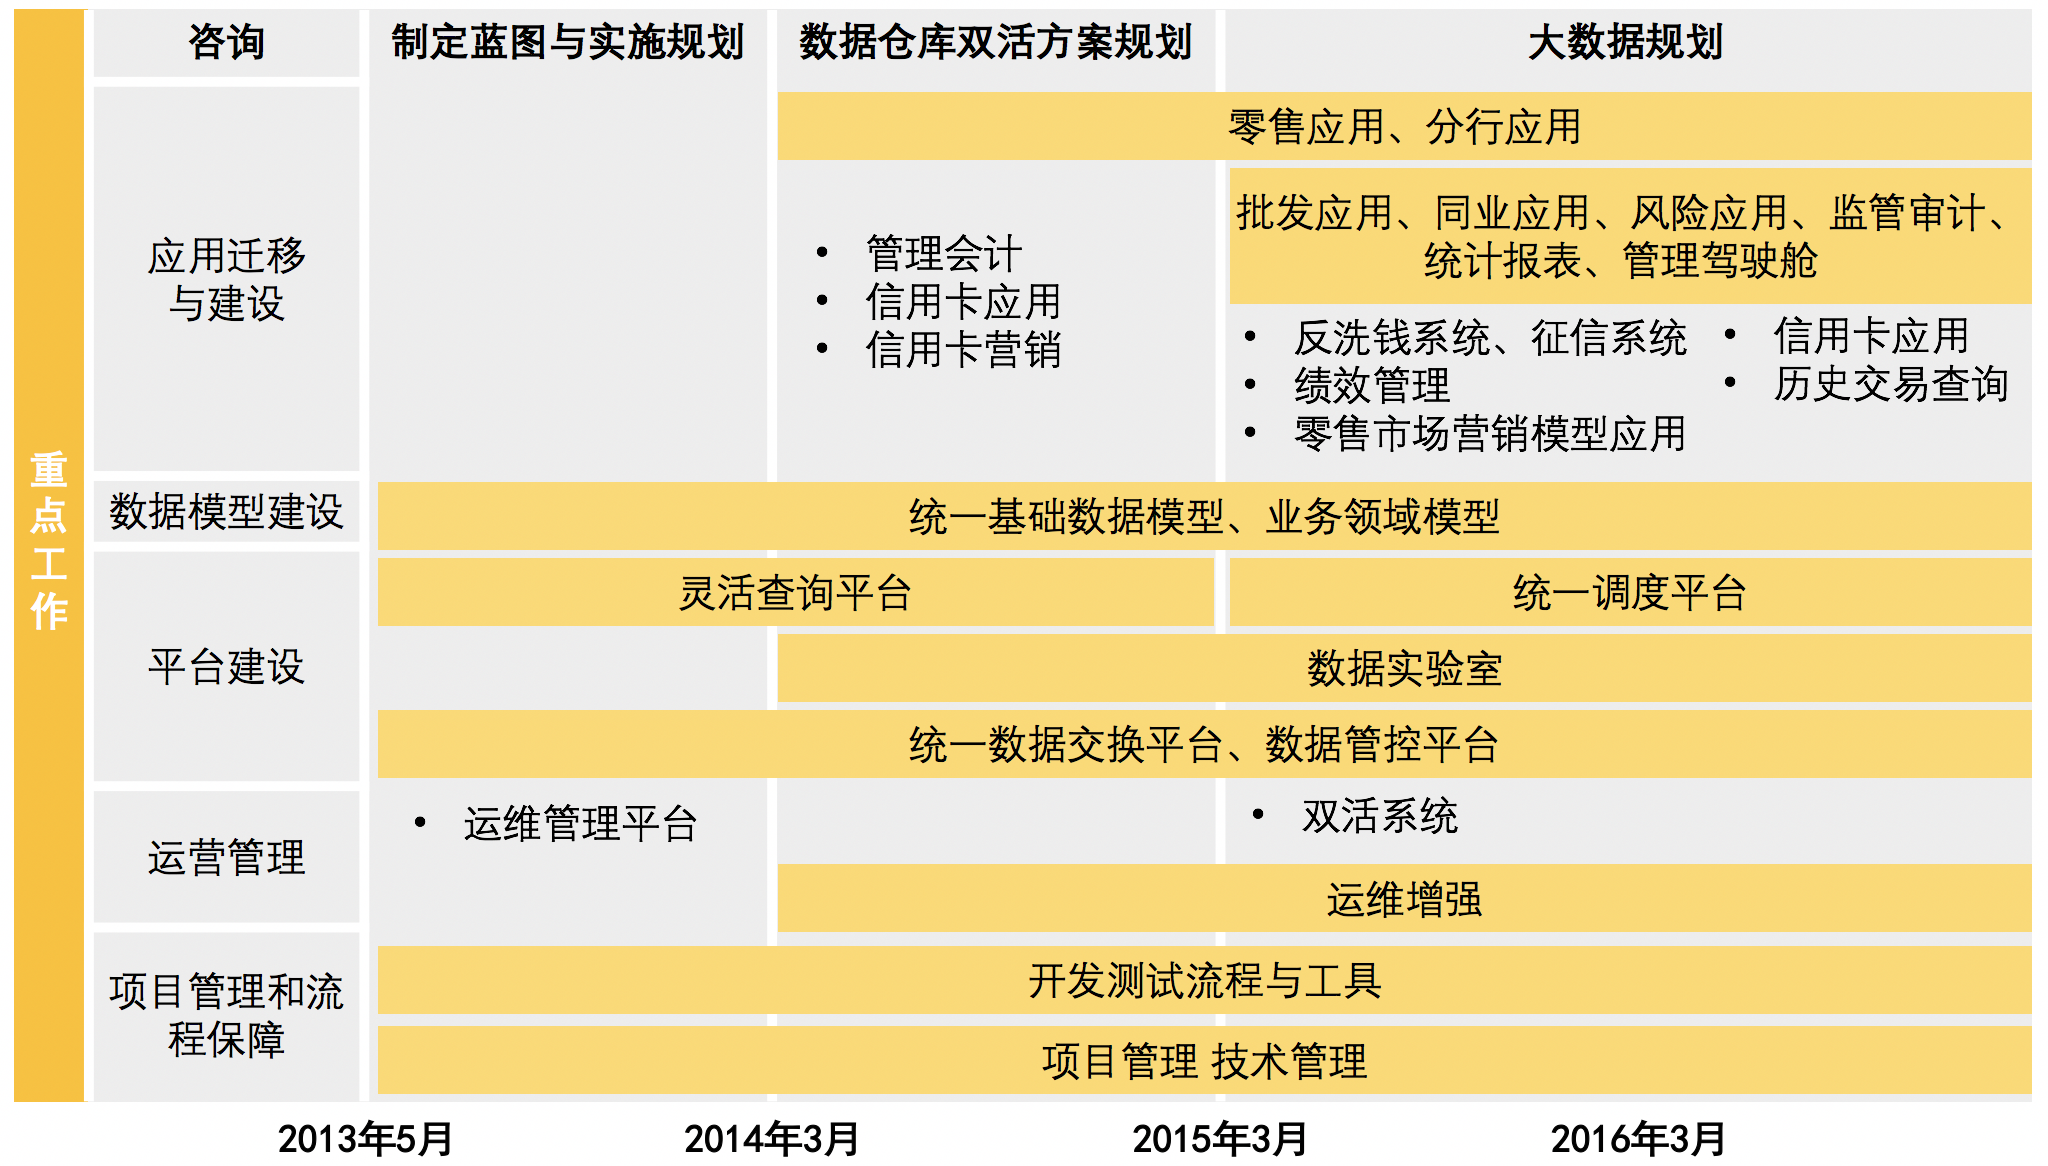 重点工作
咨询
制定蓝图与实施规划
数据仓库双活方案规划
大数据规划
应用迁移
与建设
零售应用、分行应用
• 管理会计
• 信用卡应用
• 信用卡营销
批发应用、同业应用、风险应用、监管审计、
统计报表、管理驾驶舱
• 反洗钱系统、征信系统
• 绩效管理
• 零售市场营销模型应用
• 信用卡应用
• 历史交易查询
数据模型建设
统一基础数据模型、业务领域模型
平台建设
灵活查询平台
统一调度平台
数据实验室
统一数据交换平台、数据管控平台
运营管理
• 运维管理平台
• 双活系统
运维增强
项目管理和流
程保障
开发测试流程与工具
项目管理 技术管理
2013年5月
2014年3月
2015年3月
2016年3月